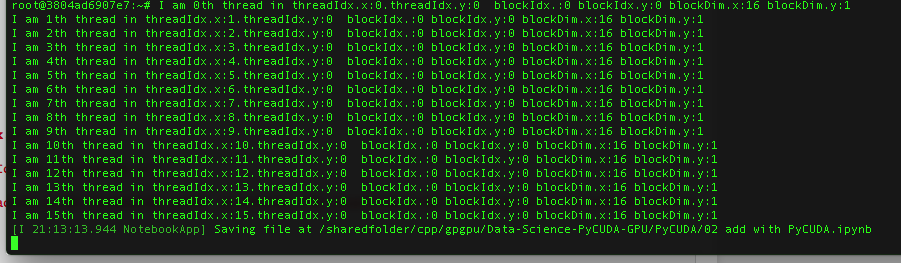 root@3804ad6907e7:~# I am 0th thread in threadIdx.x:0.threadIdx.y:0  blockIdx.:0 blockIdx.y:0 blockDim.x:16 blockDim.y:1
I am 1th thread in threadIdx.x:1.threadIdx.y:0  blockIdx.:0 blockIdx.y:0 blockDim.x:16 blockDim.y:1
I am 2th thread in threadIdx.x:2.threadIdx.y:0  blockIdx.:0 blockIdx.y:0 blockDim.x:16 blockDim.y:1
I am 3th thread in threadIdx.x:3.threadIdx.y:0  blockIdx.:0 blockIdx.y:0 blockDim.x:16 blockDim.y:1
I am 4th thread in threadIdx.x:4.threadIdx.y:0  blockIdx.:0 blockIdx.y:0 blockDim.x:16 blockDim.y:1
I am 5th thread in threadIdx.x:5.threadIdx.y:0  blockIdx.:0 blockIdx.y:0 blockDim.x:16 blockDim.y:1
I am 6th thread in threadIdx.x:6.threadIdx.y:0  blockIdx.:0 blockIdx.y:0 blockDim.x:16 blockDim.y:1
I am 7th thread in threadIdx.x:7.threadIdx.y:0  blockIdx.:0 blockIdx.y:0 blockDim.x:16 blockDim.y:1
I am 8th thread in threadIdx.x:8.threadIdx.y:0  blockIdx.:0 blockIdx.y:0 blockDim.x:16 blockDim.y:1
I am 9th thread in threadIdx.x:9.threadIdx.y:0  blockIdx.:0 blockIdx.y:0 blockDim.x:16 blockDim.y:1
I am 10th thread in threadIdx.x:10.threadIdx.y:0  blockIdx.:0 blockIdx.y:0 blockDim.x:16 blockDim.y:1
I am 11th thread in threadIdx.x:11.threadIdx.y:0  blockIdx.:0 blockIdx.y:0 blockDim.x:16 blockDim.y:1
I am 12th thread in threadIdx.x:12.threadIdx.y:0  blockIdx.:0 blockIdx.y:0 blockDim.x:16 blockDim.y:1
I am 13th thread in threadIdx.x:13.threadIdx.y:0  blockIdx.:0 blockIdx.y:0 blockDim.x:16 blockDim.y:1
I am 14th thread in threadIdx.x:14.threadIdx.y:0  blockIdx.:0 blockIdx.y:0 blockDim.x:16 blockDim.y:1
I am 15th thread in threadIdx.x:15.threadIdx.y:0  blockIdx.:0 blockIdx.y:0 blockDim.x:16 blockDim.y:1
[I 21:13:13.944 NotebookApp] Saving file at /sharedfolder/cpp/gpgpu/Data-Science-PyCUDA-GPU/PyCUDA/02 add with PyCUDA.ipynb